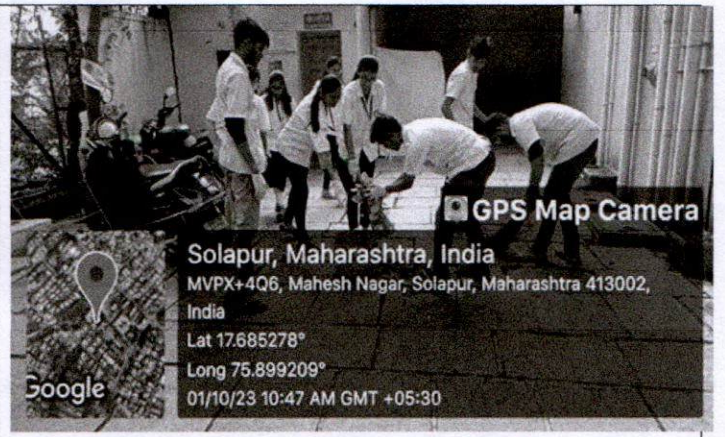 GPS Map Camera
Solapur, Maharashtra, India
MVPX+4Q6, Mahesh Nagar, Solapur, Maharashtra 413002,
India
Lat 17.685278°
Long 75.899209°
01/10/23 10:47 AM GMT +05:30
Google